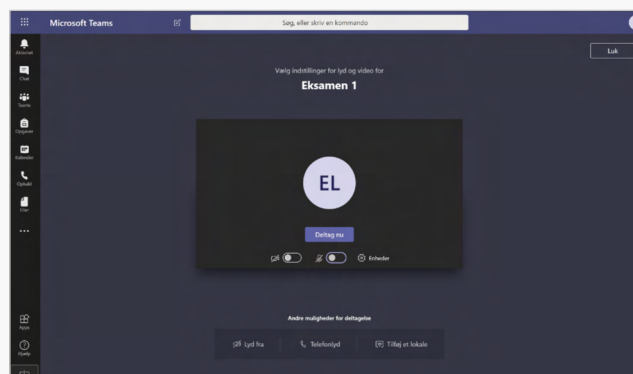 Microsoft Teams
Søg, eller skriv en kommando
Luk
Aktivitet
Chat
Teams
Opgaver
Kalender
Opkald
Filer
Apps
Hjælp
Vælg indstillinger for lyd og video for
Eksamen 1
EL
Deltag nu
Enheder
Andre muligheder for deltagelse
Lyd fra
Telefonlyd
Tilføj et lokale